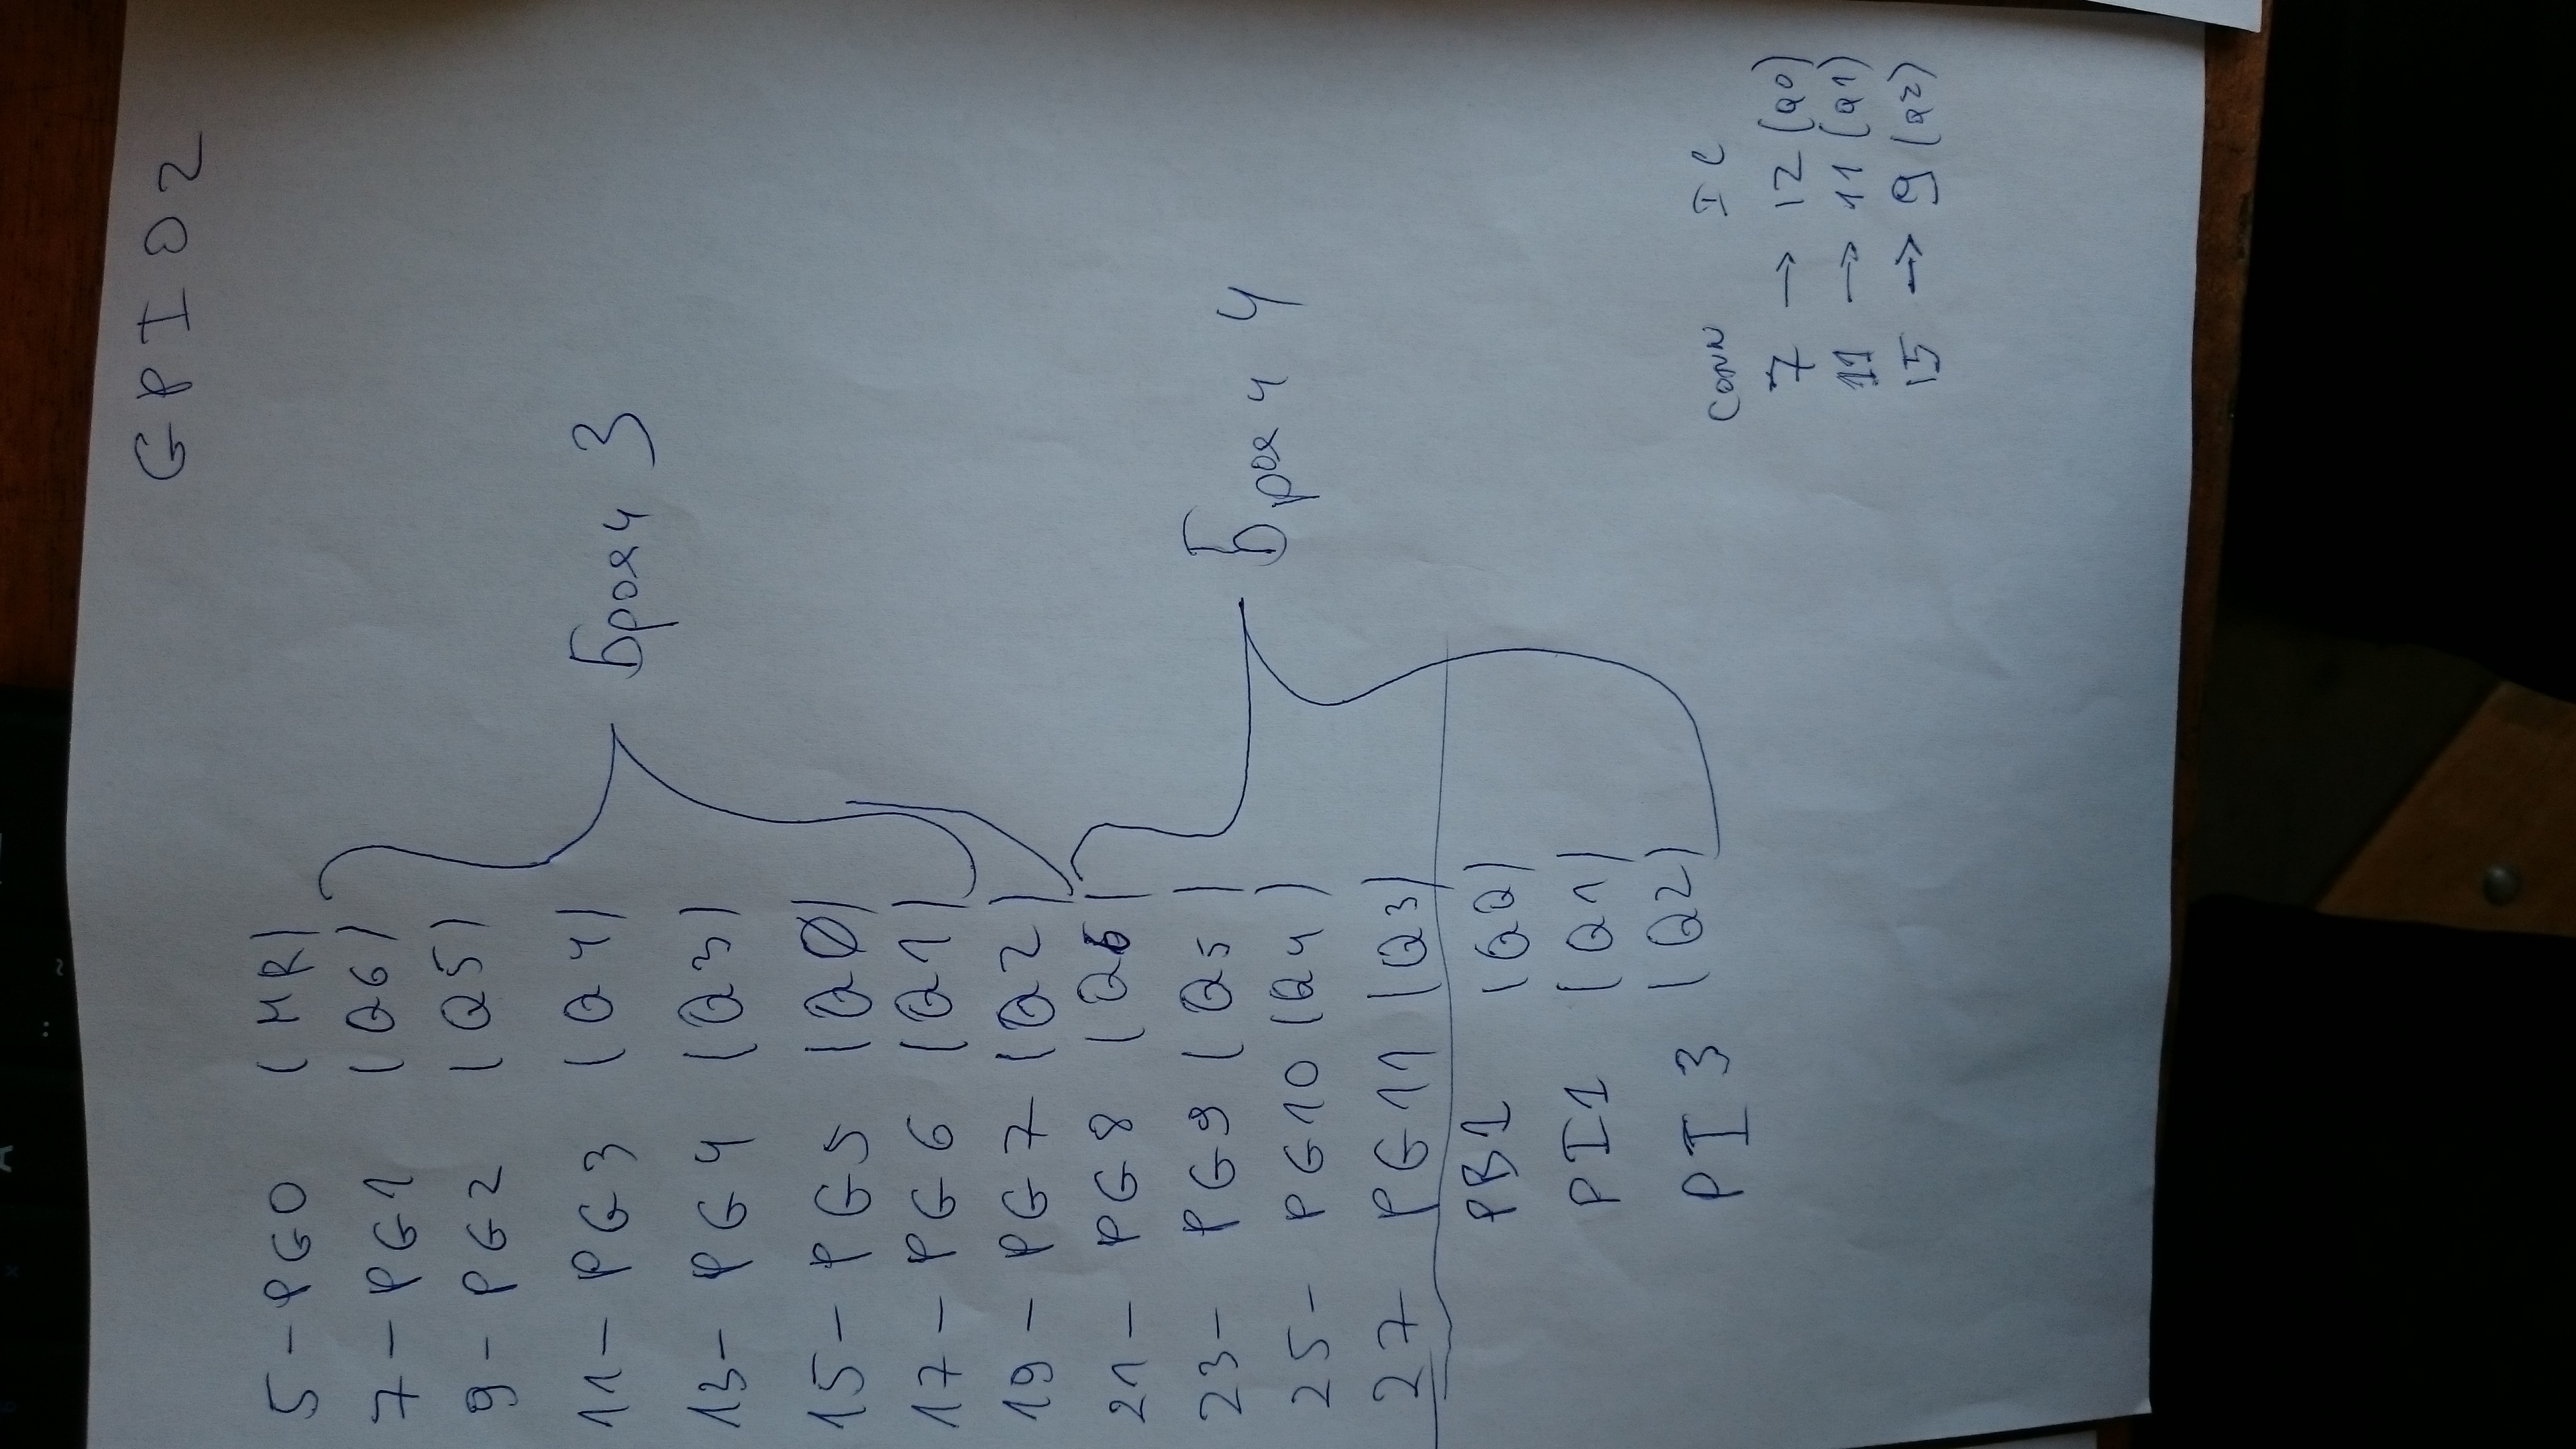 GPIO2
5 - PG0 (MR)
7 - PG1 (Q6)
9 - PG2 (Q5)
11 - PG3 (Q4)
13 - PG4 (Q3)
15 - PG5 (Q0)
17 - PG6 (Q1)
19 - PG7 (Q2)
21 - PG8 (Q6)
23 - PG9 (Q5)
25 - PG10 (Q4)
27 PG11 (Q3)
PB1 (Q0)
PI1 (Q1)
PI3 (Q2)
Брояч 3
Брояч 4
Conn IC
7 → 12 (Q0)
11 → 11 (Q1)
15 → 9 (Q2)